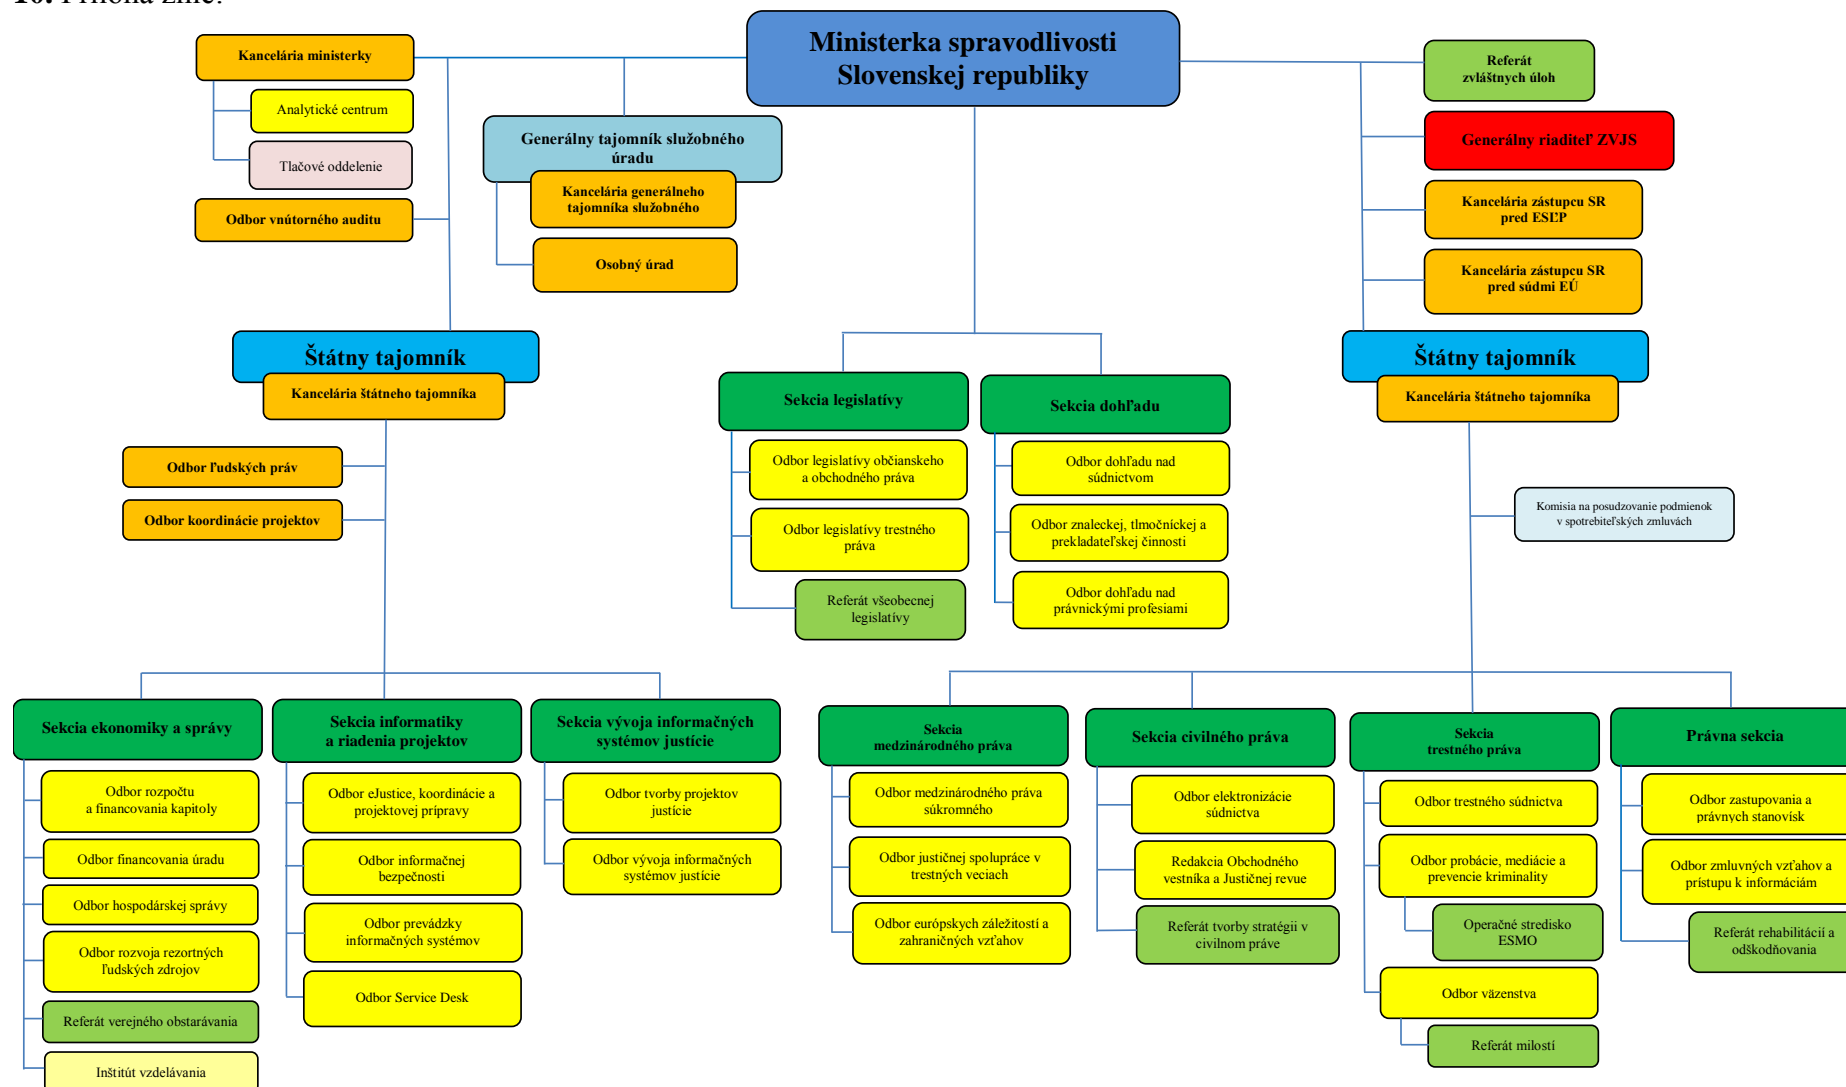 10. Príloha znie:
Ministerka spravodlivosti
Slovenskej republiky
Kancelária ministerky
Analytické centrum
Tlačové oddelenie
Odbor vnútorného auditu
Generálny tajomník služobného
úradu
Kancelária generálneho
tajomníka služobného
Osobný úrad
Referát
zvláštnych úloh
Generálny riaditeľ ZVJS
Kancelária zástupcu SR
pred ESĽP
Kancelária zástupcu SR
pred súdmi EÚ
Štátny tajomník
Kancelária štátneho tajomníka
Odbor ľudských práv
Odbor koordinácie projektov
Sekcia legislatívy
Odbor legislatívy občianskeho
a obchodného práva
Odbor legislatívy trestného
práva
Referát všeobecnej
legislatívy
Sekcia dohľadu
Odbor dohľadu nad
súdnictvom
Odbor znaleckej, tlmočníckej a
prekladateľskej činnosti
Odbor dohľadu nad
právnickými profesiami
Štátny tajomník
Kancelária štátneho tajomníka
Komisia na posudzovanie podmienok
v spotrebiteľských zmluvách
Sekcia ekonomiky a správy
Odbor rozpočtu
a financovania kapitoly
Odbor financovania úradu
Odbor hospodárskej správy
Odbor rozvoja rezortných
ľudských zdrojov
Referát verejného obstarávania
Inštitút vzdelávania
Sekcia informatiky
a riadenia projektov
Odbor eJustice, koordinácie a
projektovej prípravy
Odbor informačnej
bezpečnosti
Odbor prevádzky
informačných systémov
Odbor Service Desk
Sekcia vývoja informačných
systémov justície
Odbor tvorby projektov
justície
Odbor vývoja informačných
systémov justície
Sekcia
medzinárodného práva
Odbor medzinárodného práva
súkromného
Odbor justičnej spolupráce v
trestných veciach
Odbor európskych záležitostí a
zahraničných vzťahov
Sekcia civilného práva
Odbor elektronizácie
súdnictva
Redakcia Obchodného
vestníka a Justičnej revue
Referát tvorby stratégii v
civilnom práve
Sekcia
trestného práva
Odbor trestného súdnictva
Odbor probácie, mediácie a
prevencie kriminality
Operačné stredisko
ESMO
Odbor väzenstva
Referát milostí
Právna sekcia
Odbor zastupovania a
právnych stanovísk
Odbor zmluvných vzťahov a
prístupu k informáciám
Referát rehabilitácií a
odškodňovania